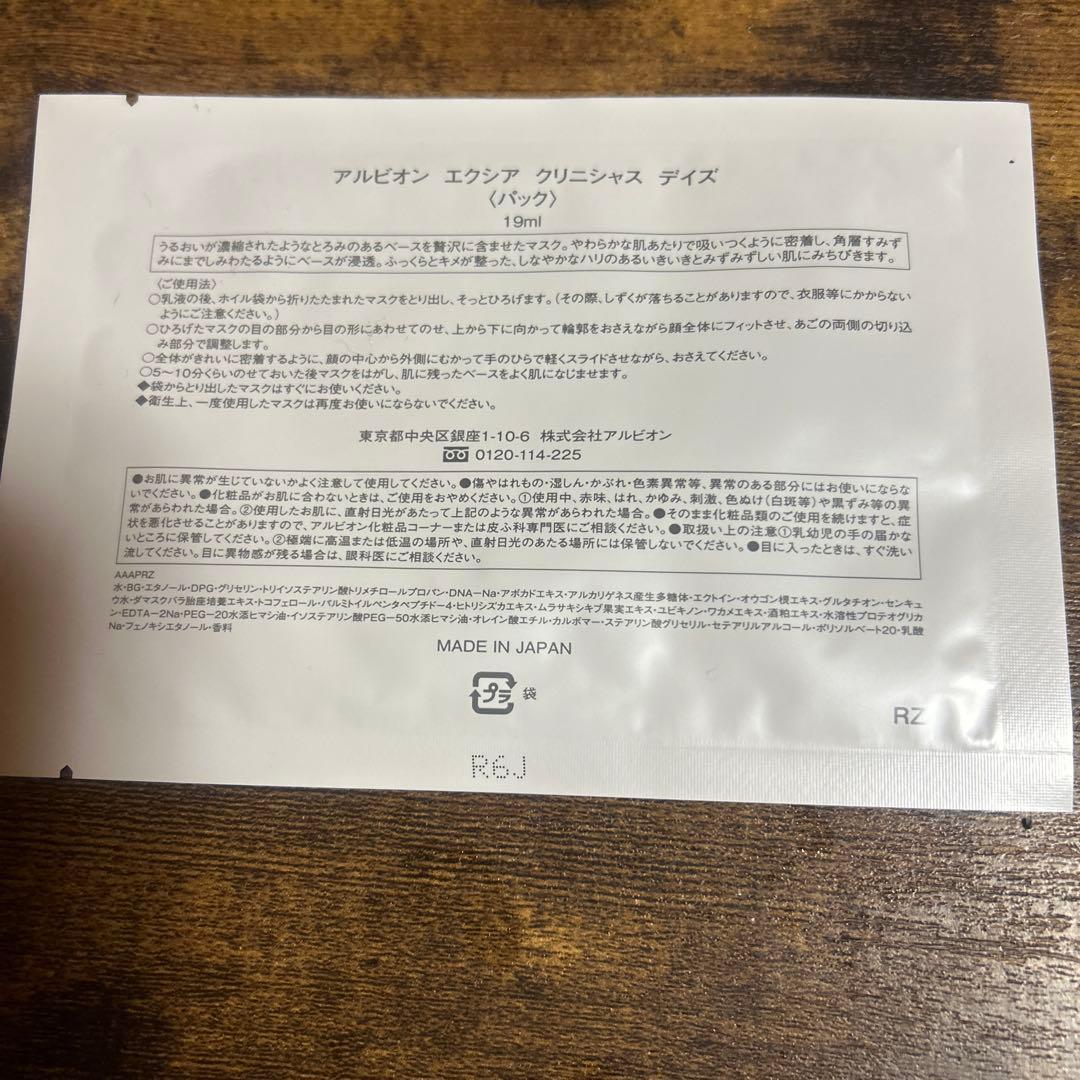 アルビオン エクシア クリニシャス デイズ
〈パック〉
19ml
うるおいが濃縮されたようなとろみのあるベースを贅沢に含ませたマスク。やわらかな肌あたりで吸いつくように密着し、角層すみず
みにまでしみわたるようにベースが浸透。ふっくらとキメが整った、しなやかなハリのあるいきいきとみずみずしい肌にみちびきます。
〈ご使用法〉
○乳液の後、ホイル袋から折りたたまれたマスクをとり出し、そっとひろげます。(その際、しずくが落ちることがありますので、衣服等にかからない
ようにご注意ください。)
○ひろげたマスクの目の部分から目の形にあわせてのせ、上から下に向かって輪郭をおさえながら顔全体にフィットさせ、あごの両側の切り込
み部分で調整します。
○全体がきれいに密着するように、顔の中心から外側にむかって手のひらで軽くスライドさせながら、おさえてください。
○5〜10分くらいのせておいた後マスクをはがし、肌に残ったベースをよく肌になじませます。
◆袋からとり出したマスクはすぐにお使いください。
◆衛生上、一度使用したマスクは再度お使いにならないでください。
東京都中央区銀座1-10-6 株式会社アルビオン
0120-114-225
●お肌に異常が生じていないかよく注意して使用してください。●傷やはれもの・湿しん・かぶれ・色素異常等、異常のある部分にはお使いにならな
いでください。●化粧品がお肌に合わないときは、ご使用をおやめください。①使用中、赤味、はれ、かゆみ、刺激、色ぬけ(白斑等)や黒ずみ等の異
常があらわれた場合。②使用したお肌に、直射日光があたって上記のような異常があらわれた場合。●そのまま化粧品類のご使用を続けますと、症
状を悪化させることがありますので、アルビオン化粧品コーナーまたは皮ふ科専門医にご相談ください。●取扱い上の注意①乳幼児の手の届かな
いところに保管してください。②極端に高温または低温の場所や、直射日光のあたる場所には保管しないでください。●目に入ったときは、すぐ洗い
流してください。目に異物感が残る場合は、眼科医にご相談ください。
AAAPRZ
水・BG・エタノール・DPG・グリセリン・トリイソステアリン酸トリメチロールプロパン・DNA-Na・アボカドエキス・アルカリゲネス産生多糖体・エクトイン・オウゴン根エキス・グルタチオン・センキュ
ウ水・ダマスクバラ胎座培養エキス・トコフェロール・パルミトイルペンタペプチド-4・ヒトリシズカエキス・ムラサキシキブ果実エキス・ユビキノン・ワカメエキス・酒粕エキス・水溶性プロテオグリカ
ン・EDTA-2Na・PEG-20水添ヒマシ油・イソステアリン酸PEG-50水添ヒマシ油・オレイン酸エチル・カルボマー・ステアリン酸グリセリル・セテアリルアルコール・ポリソルベート20・乳酸
Na・フェノキシエタノール・香料
MADE IN JAPAN
プラ 袋
RZ
R6J